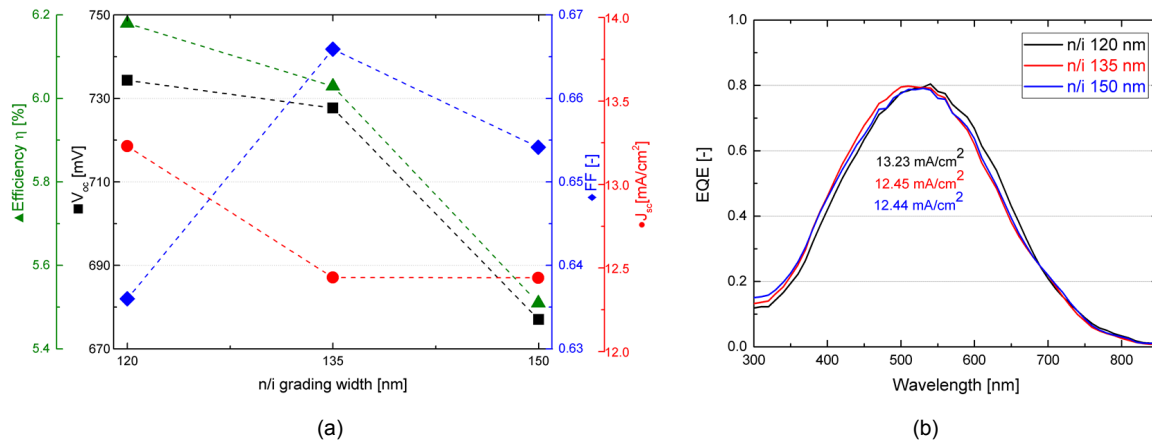 6.2
6.0
5.8
5.6
5.4
▲Efficiency η [%]
750
730
710
690
670
■V_oc [mV]
120
135
150
n/i grading width [nm]
0.67
0.66
0.65
0.64
0.63
◆FF [-]
14.0
13.5
13.0
12.5
12.0
●J_sc[mA/cm²]
(a)
1.0
0.8
0.6
0.4
0.2
0.0
EQE [-]
n/i 120 nm
n/i 135 nm
n/i 150 nm
13.23 mA/cm²
12.45 mA/cm²
12.44 mA/cm²
300
400
500
600
700
800
Wavelength [nm]
(b)